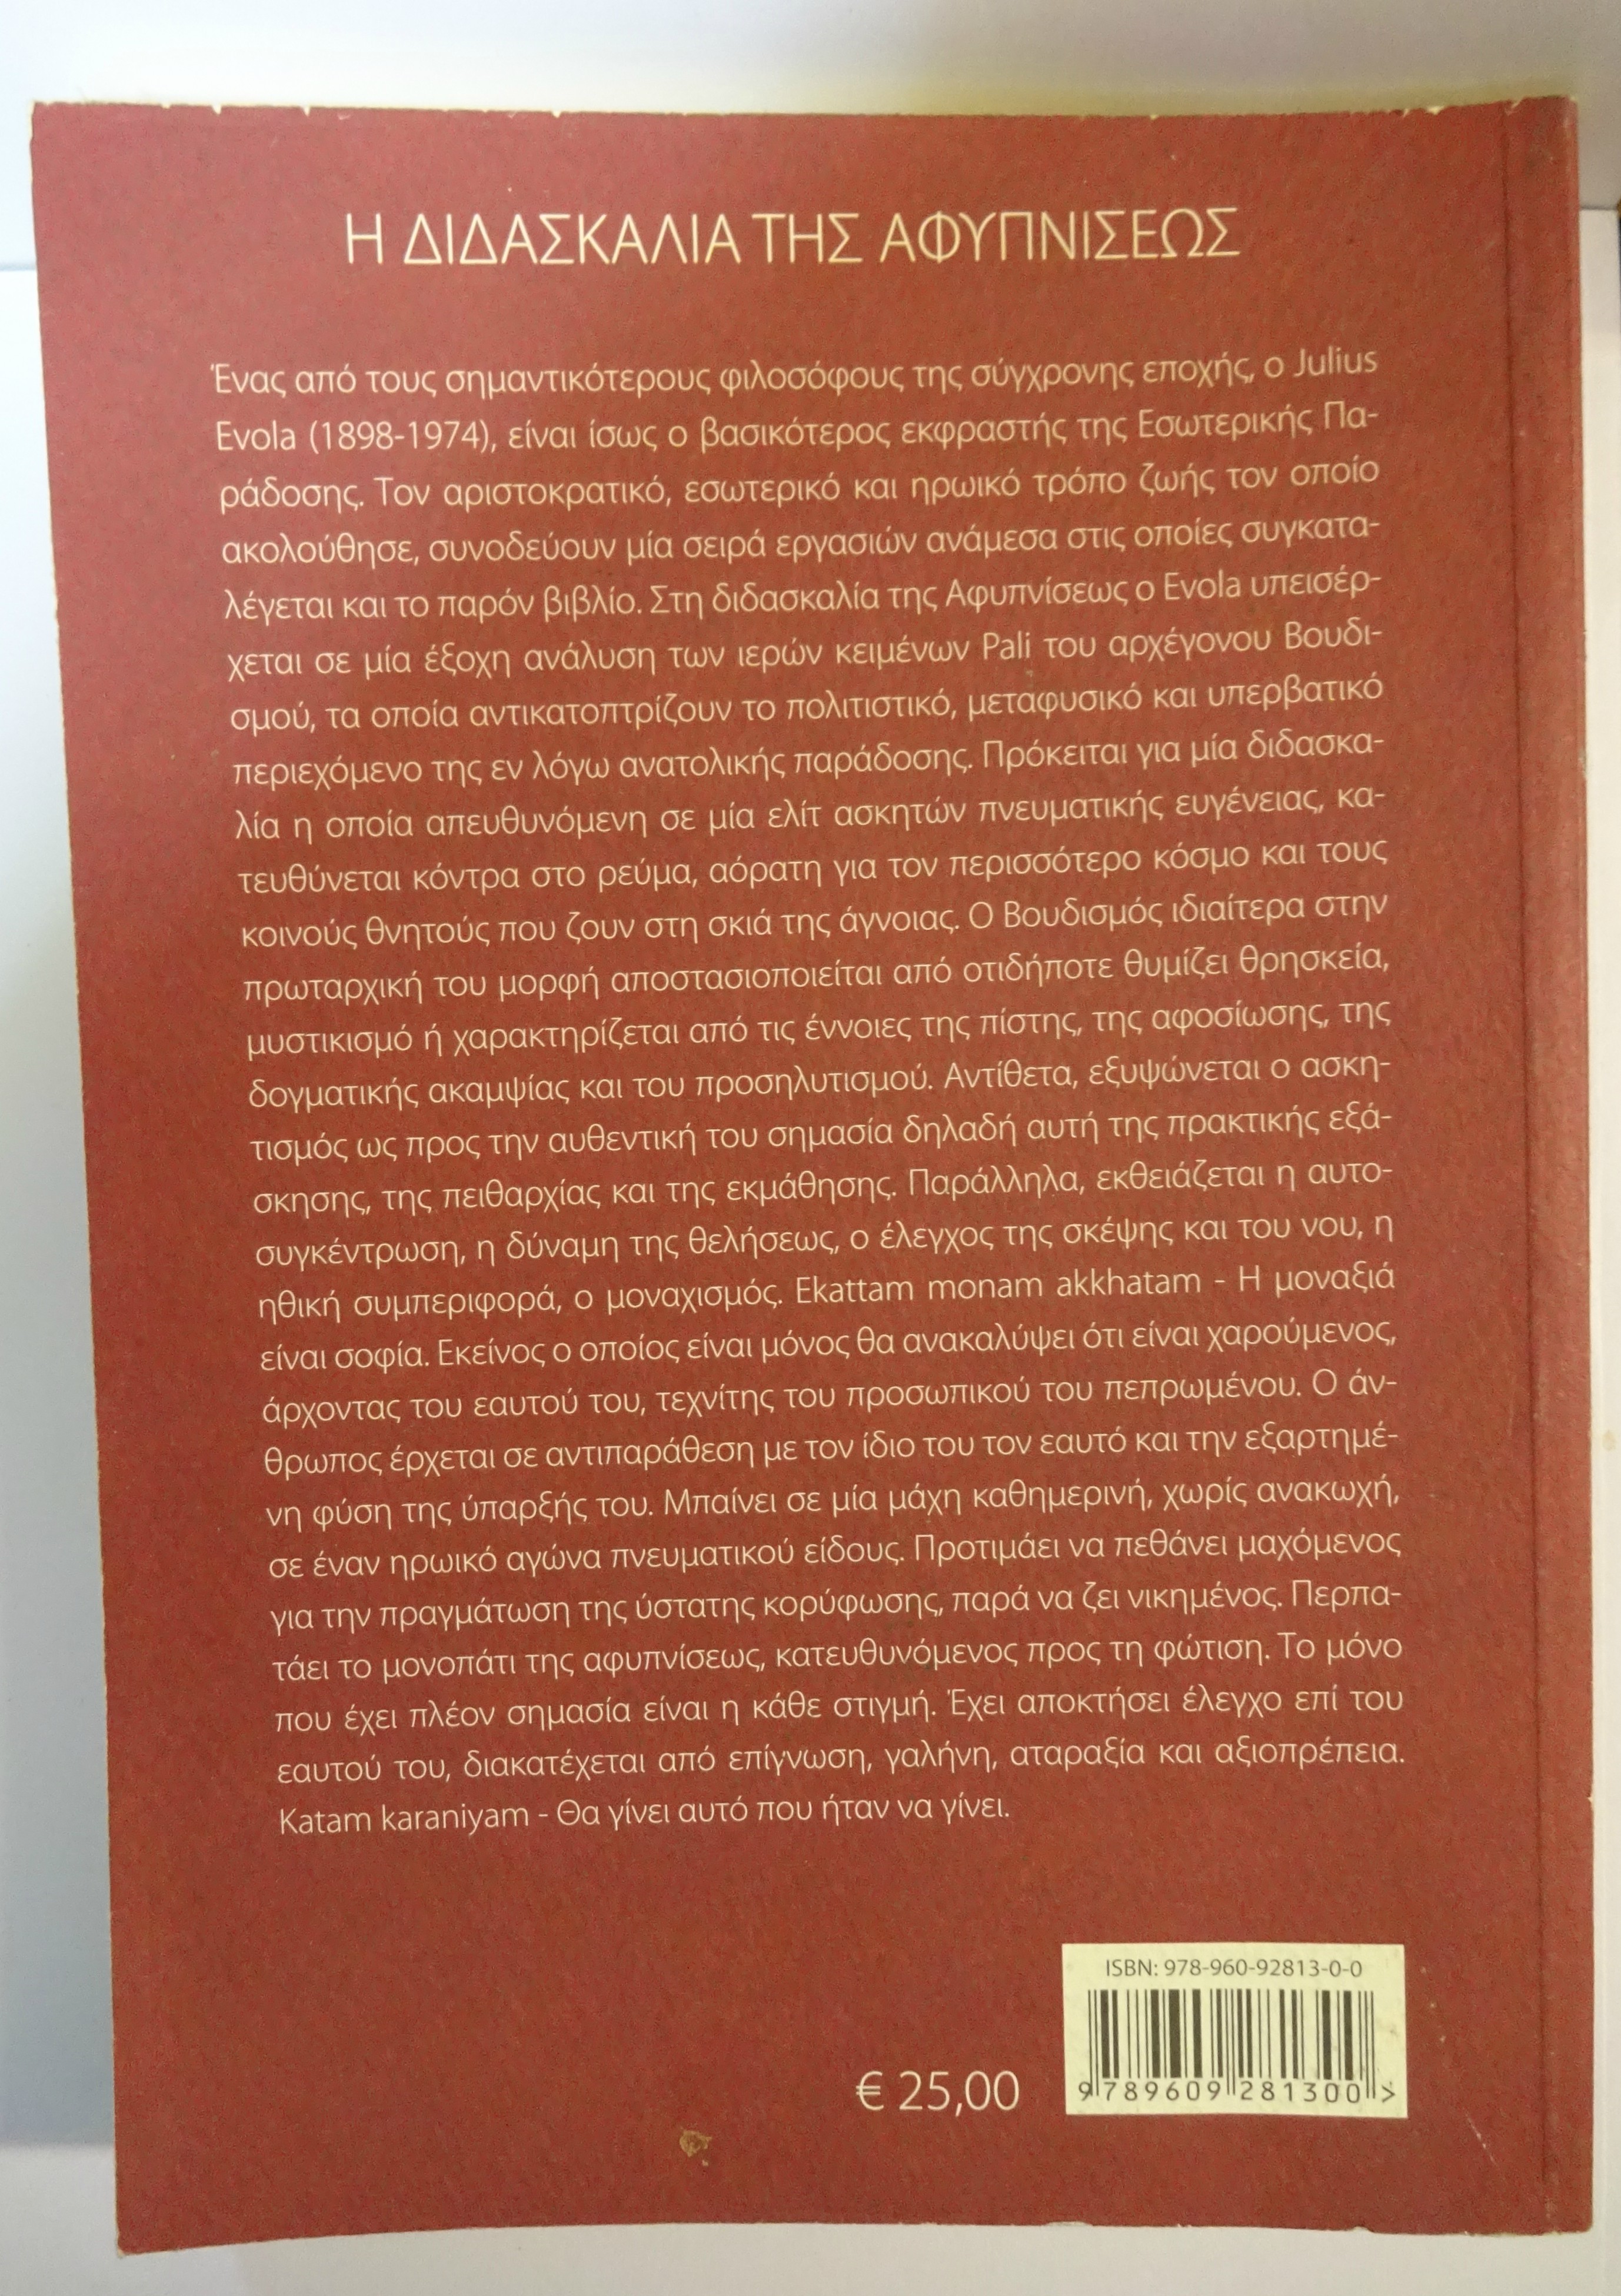 Η ΔΙΔΑΣΚΑΛΙΑ ΤΗΣ ΑΦΥΠΝΙΣΕΩΣ
Ένας από τους σημαντικότερους φιλοσόφους της σύγχρονης εποχής, ο Julius
Evola (1898-1974), είναι ίσως ο βασικότερος εκφραστής της Εσωτερικής Πα-
ράδοσης. Τον αριστοκρατικό, εσωτερικό και ηρωικό τρόπο ζωής τον οποίο
ακολούθησε, συνοδεύουν μία σειρά εργασιών ανάμεσα στις οποίες συγκατα-
λέγεται και το παρόν βιβλίο. Στη διδασκαλία της Αφυπνίσεως ο Evola υπεισέρ-
χεται σε μία έξοχη ανάλυση των ιερών κειμένων Pali του αρχέγονου Βουδι-
σμού, τα οποία αντικατοπτρίζουν το πολιτιστικό, μεταφυσικό και υπερβατικό
περιεχόμενο της εν λόγω ανατολικής παράδοσης. Πρόκειται για μία διδασκα-
λία η οποία απευθυνόμενη σε μία ελίτ ασκητών πνευματικής ευγένειας, κα-
τευθύνεται κόντρα στο ρεύμα, αόρατη για τον περισσότερο κόσμο και τους
κοινούς θνητούς που ζουν στη σκιά της άγνοιας. Ο Βουδισμός ιδιαίτερα στην
πρωταρχική του μορφή αποστασιοποιείται από οτιδήποτε θυμίζει θρησκεία,
μυστικισμό ή χαρακτηρίζεται από τις έννοιες της πίστης, της αφοσίωσης, της
δογματικής ακαμψίας και του προσηλυτισμού. Αντίθετα, εξυψώνεται ο ασκη-
τισμός ως προς την αυθεντική του σημασία δηλαδή αυτή της πρακτικής εξά-
σκησης, της πειθαρχίας και της εκμάθησης. Παράλληλα, εκθειάζεται η αυτο-
συγκέντρωση, η δύναμη της θελήσεως, ο έλεγχος της σκέψης και του νου, η
ηθική συμπεριφορά, ο μοναχισμός. Ekattam monam akkhatam - Η μοναξιά
είναι σοφία. Εκείνος ο οποίος είναι μόνος θα ανακαλύψει ότι είναι χαρούμενος,
άρχοντας του εαυτού του, τεχνίτης του προσωπικού του πεπρωμένου. Ο άν-
θρωπος έρχεται σε αντιπαράθεση με τον ίδιο του τον εαυτό και την εξαρτημέ-
νη φύση της ύπαρξής του. Μπαίνει σε μία μάχη καθημερινή, χωρίς ανακωχή,
σε έναν ηρωικό αγώνα πνευματικού είδους. Προτιμάει να πεθάνει μαχόμενος
για την πραγμάτωση της ύστατης κορύφωσης, παρά να ζει νικημένος. Περπα-
τάει το μονοπάτι της αφυπνίσεως, κατευθυνόμενος προς τη φώτιση. Το μόνο
που έχει πλέον σημασία είναι η κάθε στιγμή. Έχει αποκτήσει έλεγχο επί του
εαυτού του, διακατέχεται από επίγνωση, γαλήνη, αταραξία και αξιοπρέπεια.
Katam karaniyam - Θα γίνει αυτό που ήταν να γίνει.
ISBN: 978-960-92813-0-0
9 789609 281300 >
€ 25,00